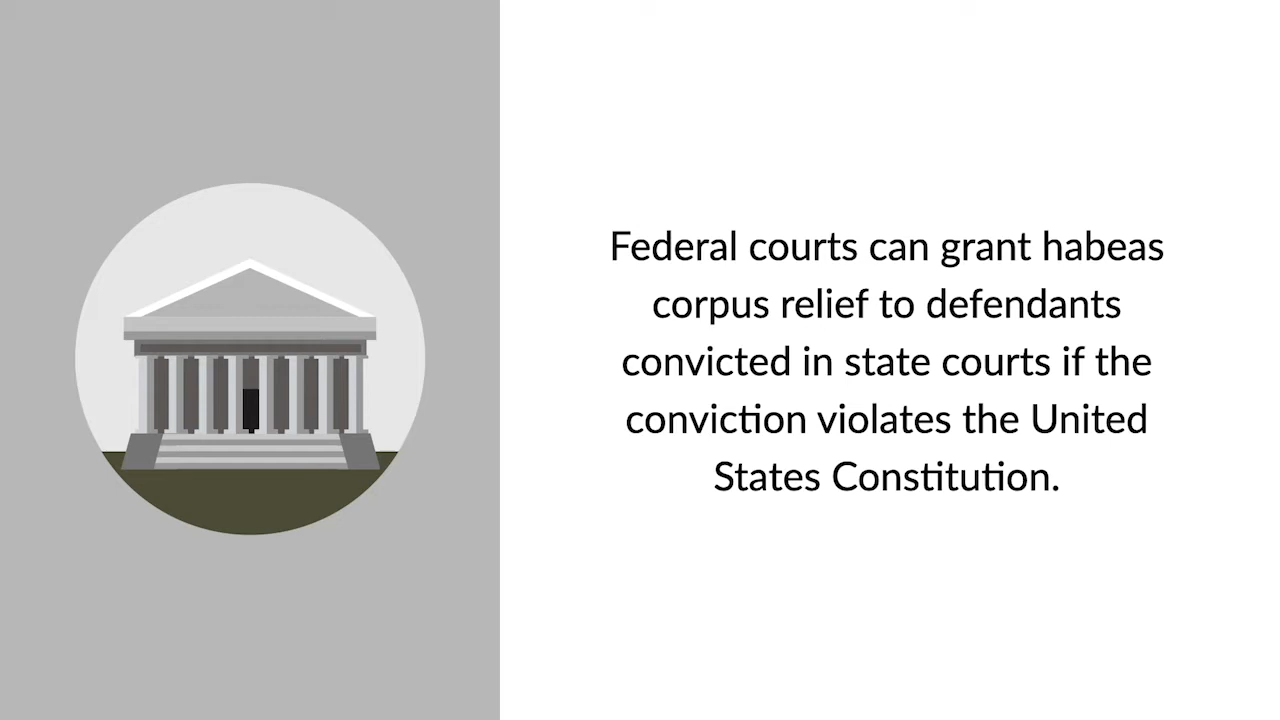 Federal courts can grant habeas
corpus relief to defendants
convicted in state courts if the
conviction violates the United
States Constitution.